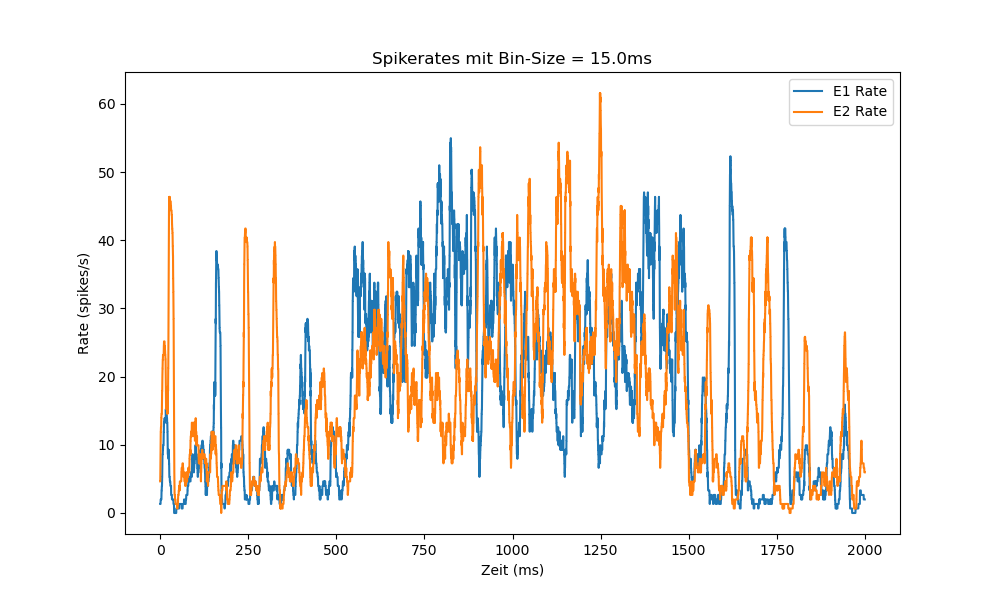 Spikerates mit Bin-Size = 15.0ms
E1 Rate
E2 Rate
60
50
40
30
20
10
0
Rate (spikes/s)
0 250 500 750 1000 1250 1500 1750 2000
Zeit (ms)